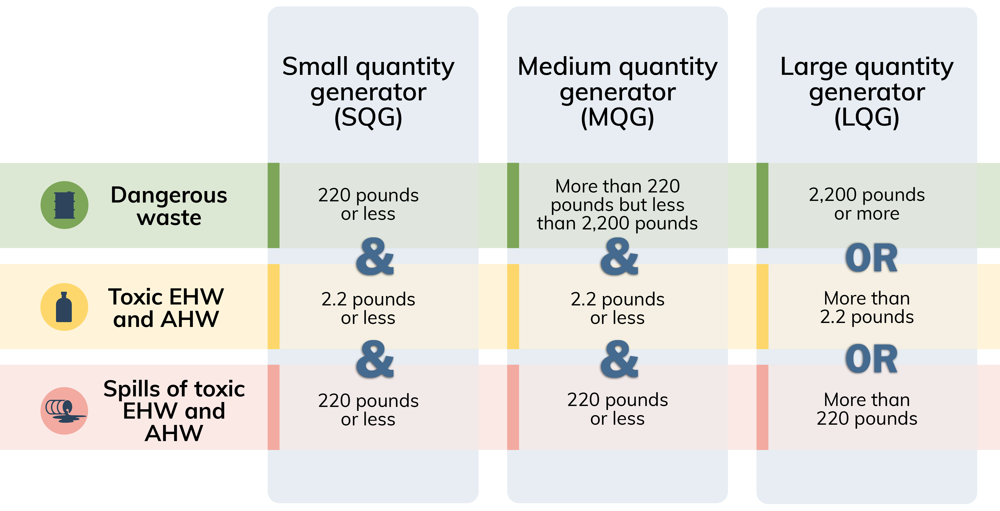 Small quantity
generator
(SQG)
Medium quantity
generator
(MQG)
Large quantity
generator
(LQG)
Dangerous
waste
220 pounds
or less
More than 220
pounds but less
than 2,200 pounds
2,200 pounds
or more
&
&
OR
Toxic EHW
and AHW
2.2 pounds
or less
2.2 pounds
or less
More than
2.2 pounds
&
&
OR
Spills of toxic
EHW and
AHW
220 pounds
or less
220 pounds
or less
More than
220 pounds